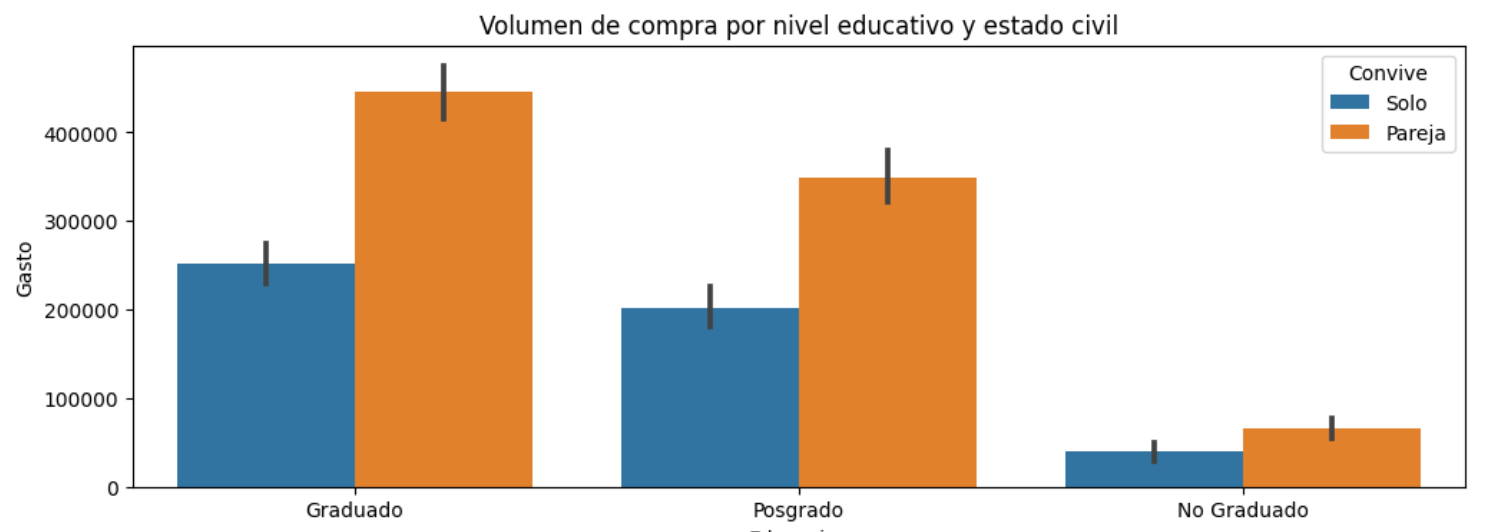 Volumen de compra por nivel educativo y estado civil
Convive
Solo
Pareja
Gasto
400000
300000
200000
100000
0
Graduado
Posgrado
No Graduado